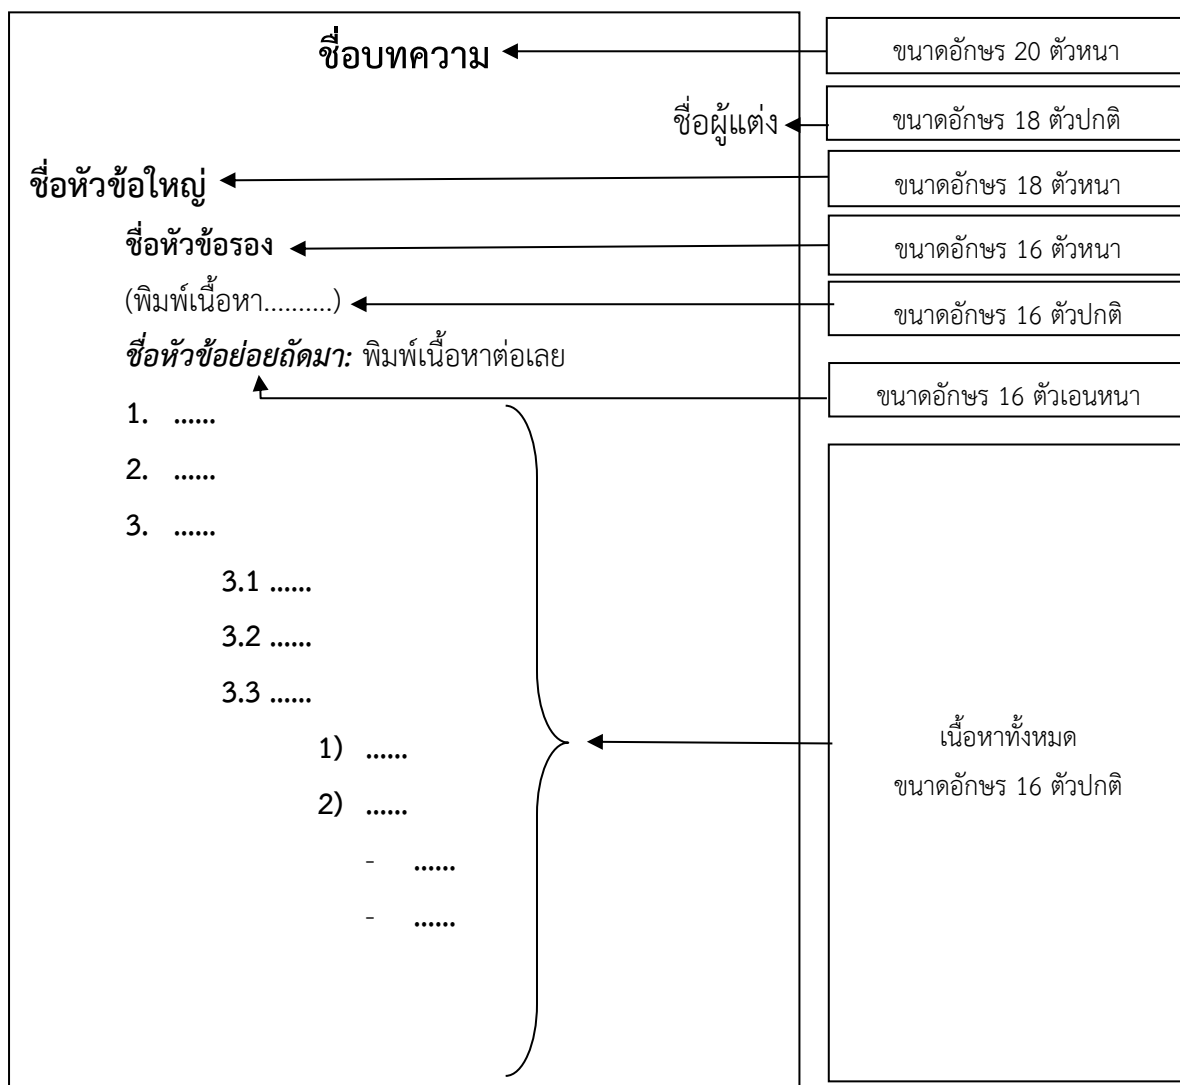 ชื่อบทความ
ขนาดอักษร 20 ตัวหนา
ชื่อผู้แต่ง
ขนาดอักษร 18 ตัวปกติ
ชื่อหัวข้อใหญ่
ขนาดอักษร 18 ตัวหนา
ชื่อหัวข้อรอง
ขนาดอักษร 16 ตัวหนา
(พิมพ์เนื้อหา..........)
ขนาดอักษร 16 ตัวปกติ
ชื่อหัวข้อย่อยถัดมา: พิมพ์เนื้อหาต่อเลย
ขนาดอักษร 16 ตัวเอนหนา
1. ......
2. ......
3. ......
3.1 ......
3.2 ......
3.3 ......
1) ......
2) ......
- ......
- ......
เนื้อหาทั้งหมด
ขนาดอักษร 16 ตัวปกติ